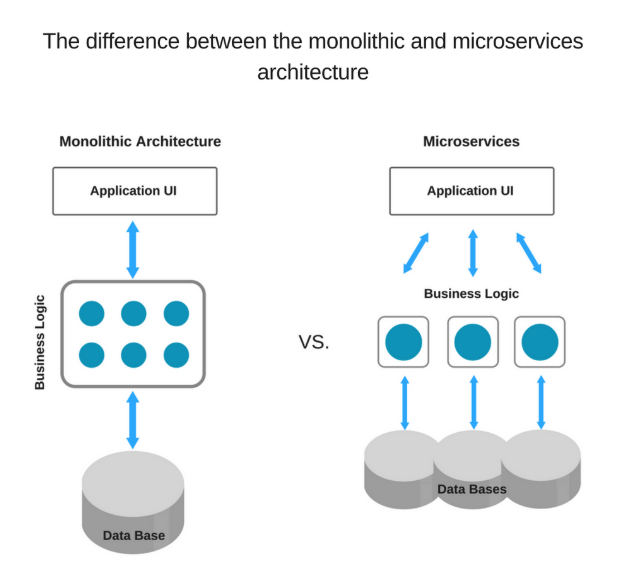 The difference between the monolithic and microservices
architecture
Monolithic Architecture
Application UI
Business Logic
Data Base
VS.
Microservices
Application UI
Business Logic
Data Bases